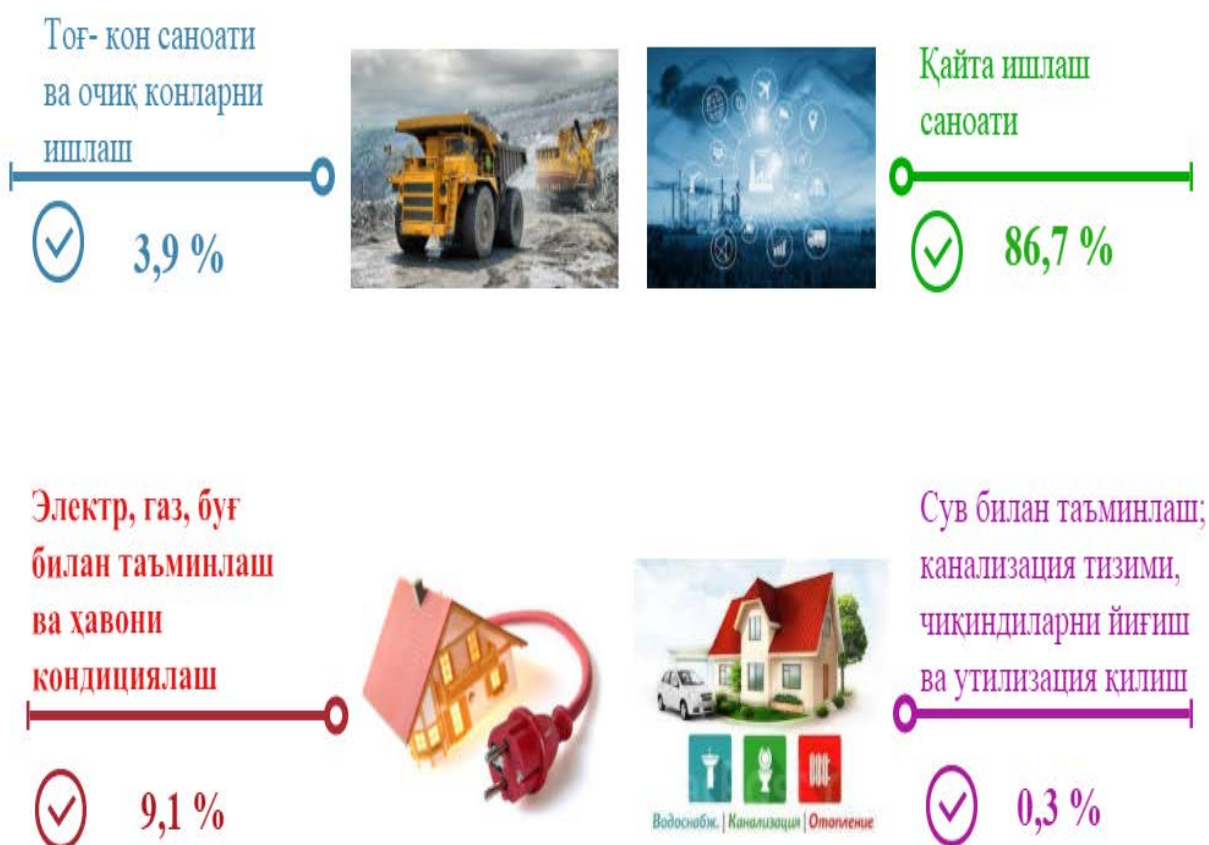 Тоғ- кон саноати
ва очиқ конларни
ишлаш
3,9 %
Қайта ишлаш
саноати
86,7 %
Электр, газ, буғ
билан таъминлаш
ва ҳавони
кондициялаш
9,1 %
Сув билан таъминлаш;
канализация тизими,
чиқиндиларни йиғиш
ва утилизация қилиш
0,3 %
Водоснабж. | Канализация | Отопление